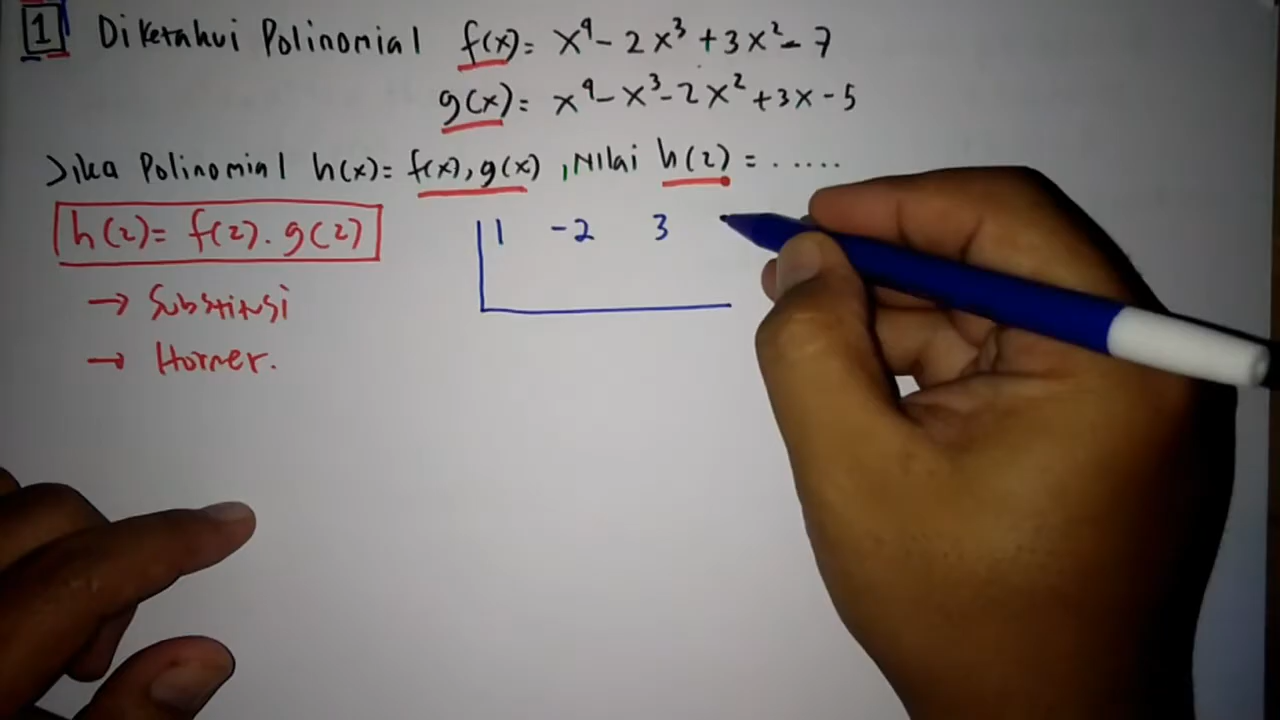 1 Diketahui Polinomial f(x) = x⁴ - 2x³ + 3x² - 7
g(x) = x⁴ - x³ - 2x² + 3x - 5
Jika Polinomial h(x) = f(x), g(x), Nilai h(2) = .....
h(2) = f(2). g(2)
→ Substitusi
→ Horner.
1 -2 3